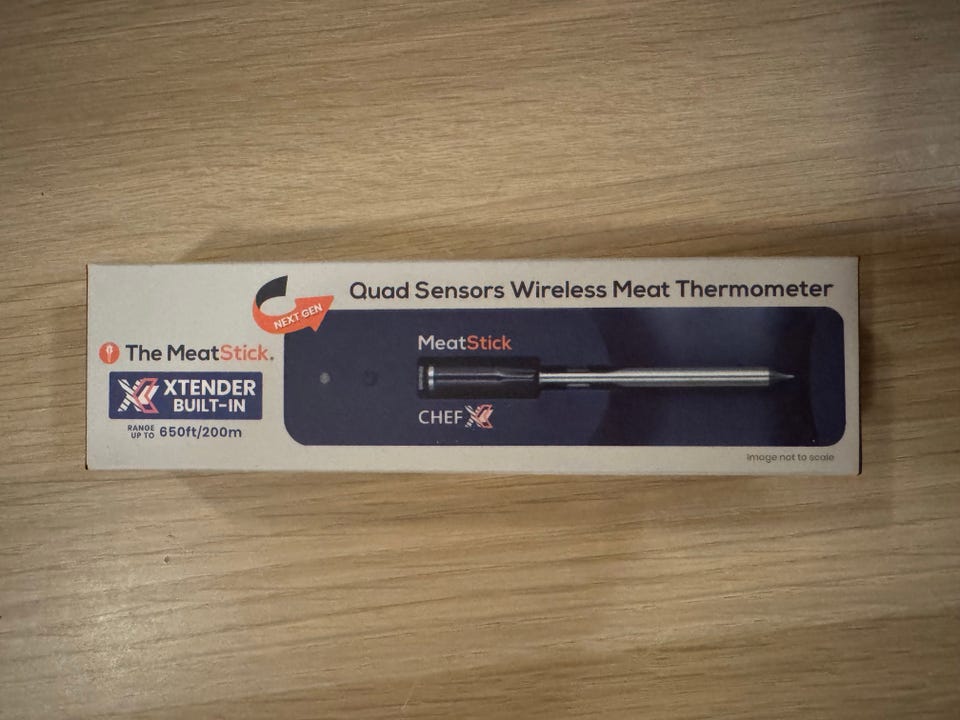 Quad Sensors Wireless Meat Thermometer
NEXT GEN
The MeatStick.
XTENDER
BUILT-IN
RANGE
UP TO 650ft/200m
MeatStick
CHEF X
Image not to scale